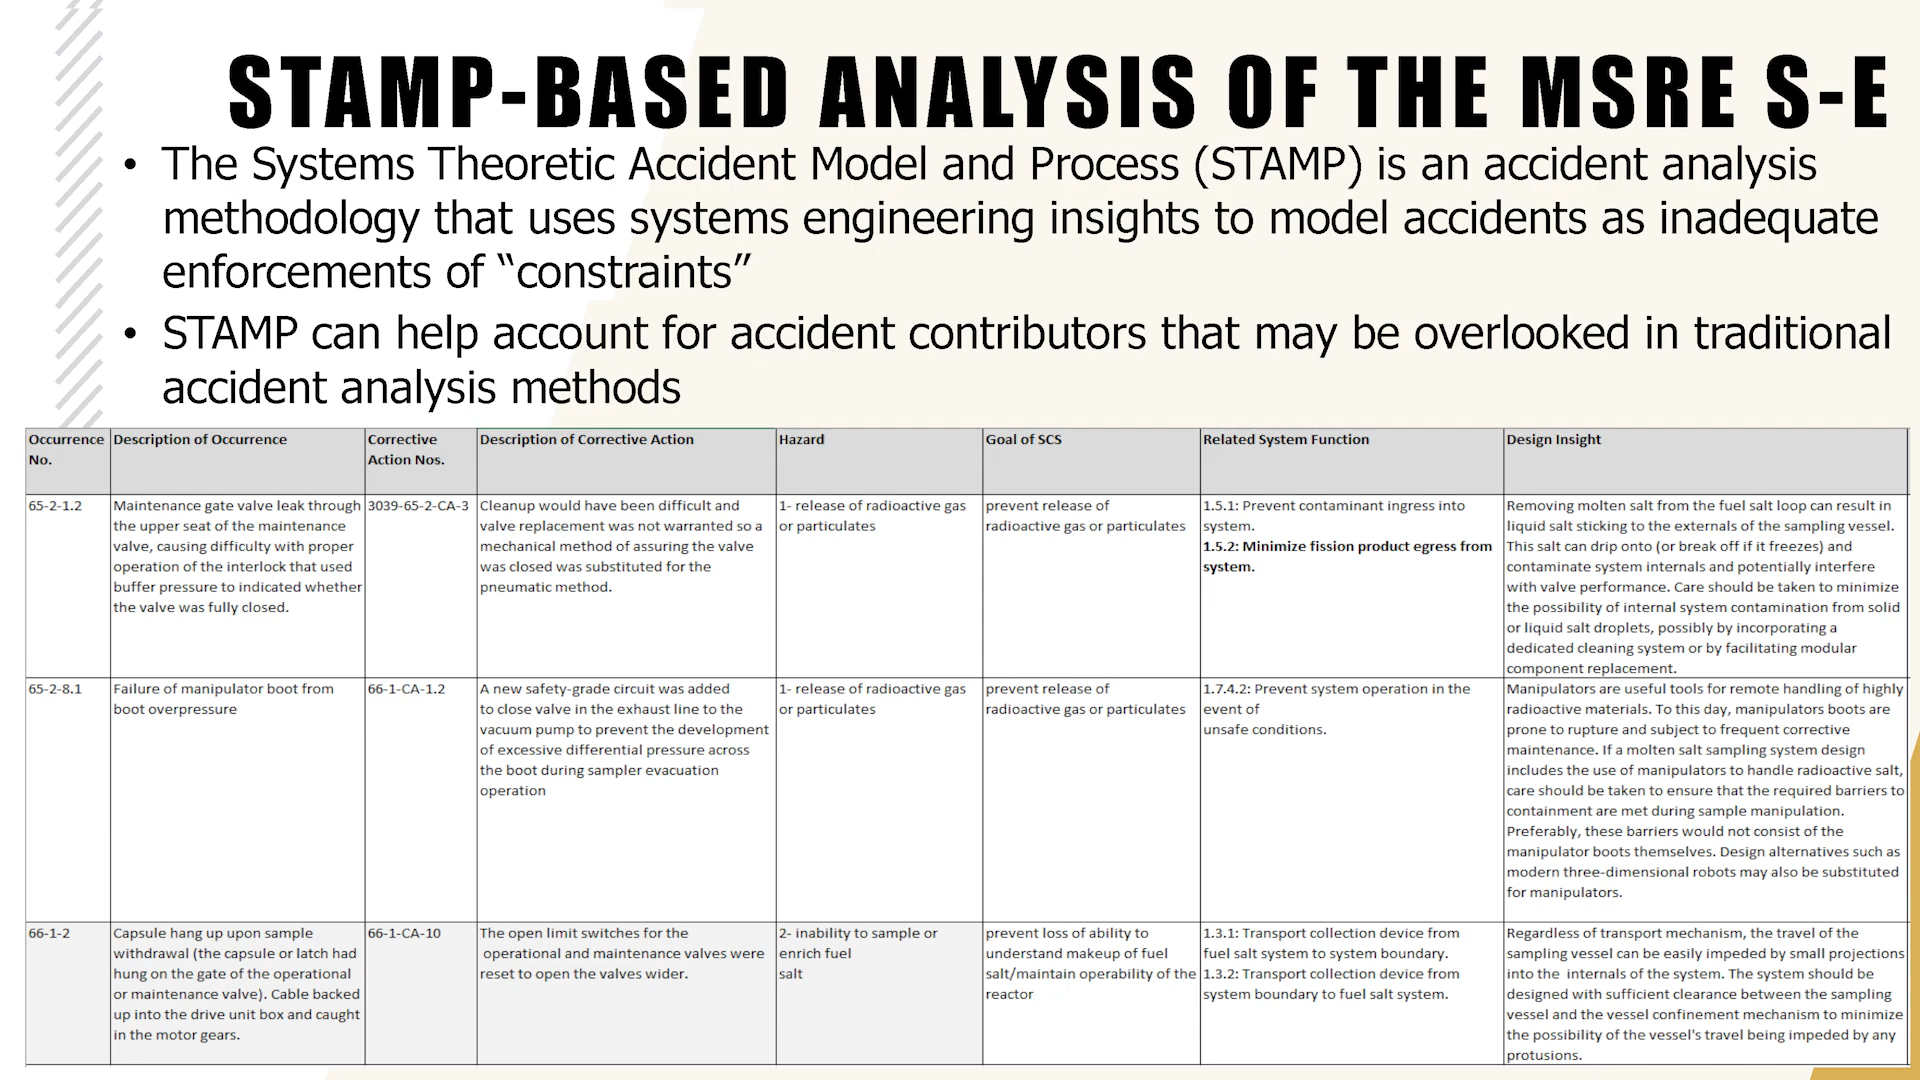 STAMP-BASED ANALYSIS OF THE MSRE S-E
• The Systems Theoretic Accident Model and Process (STAMP) is an accident analysis
methodology that uses systems engineering insights to model accidents as inadequate
enforcements of “constraints”
• STAMP can help account for accident contributors that may be overlooked in traditional
accident analysis methods
Occurrence No.
Description of Occurrence
Corrective Action Nos.
Description of Corrective Action
Hazard
Goal of SCS
Related System Function
Design Insight
65-2-1.2
Maintenance gate valve leak through
the upper seat of the maintenance
valve, causing difficulty with proper
operation of the interlock that used
buffer pressure to indicated whether
the valve was fully closed.
3039-65-2-CA-3
Cleanup would have been difficult and
valve replacement was not warranted so a
mechanical method of assuring the valve
was closed was substituted for the
pneumatic method.
1- release of radioactive gas
or particulates
prevent release of
radioactive gas or particulates
1.5.1: Prevent contaminant ingress into
system.
1.5.2: Minimize fission product egress from
system.
Removing molten salt from the fuel salt loop can result in
liquid salt sticking to the externals of the sampling vessel.
This salt can drip onto (or break off if it freezes) and
contaminate system internals and potentially interfere
with valve performance. Care should be taken to minimize
the possibility of internal system contamination from solid
or liquid salt droplets, possibly by incorporating a
dedicated cleaning system or by facilitating modular
component replacement.
65-2-8.1
Failure of manipulator boot from
boot overpressure
66-1-CA-1.2
A new safety-grade circuit was added
to close valve in the exhaust line to the
vacuum pump to prevent the development
of excessive differential pressure across
the boot during sampler evacuation
operation
1- release of radioactive gas
or particulates
prevent release of
radioactive gas or particulates
1.7.4.2: Prevent system operation in the
event of
unsafe conditions.
Manipulators are useful tools for remote handling of highly
radioactive materials. To this day, manipulators boots are
prone to rupture and subject to frequent corrective
maintenance. If a molten salt sampling system design
includes the use of manipulators to handle radioactive salt,
care should be taken to ensure that the required barriers to
containment are met during sample manipulation.
Preferably, these barriers would not consist of the
manipulator boots themselves. Design alternatives such as
modern three-dimensional robots may also be substituted
for manipulators.
66-1-2
Capsule hang up upon sample
withdrawal (the capsule or latch had
hung on the gate of the operational
or maintenance valve). Cable backed
up into the drive unit box and caught
in the motor gears.
66-1-CA-10
The open limit switches for the
operational and maintenance valves were
reset to open the valves wider.
2- inability to sample or
enrich fuel
salt
prevent loss of ability to
understand makeup of fuel
salt/maintain operability of the
reactor
1.3.1: Transport collection device from
fuel salt system to system boundary.
1.3.2: Transport collection device from
system boundary to fuel salt system.
Regardless of transport mechanism, the travel of the
sampling vessel can be easily impeded by small projections
into the internals of the system. The system should be
designed with sufficient clearance between the sampling
vessel and the vessel confinement mechanism to minimize
the possibility of the vessel's travel being impeded by any
protusions.